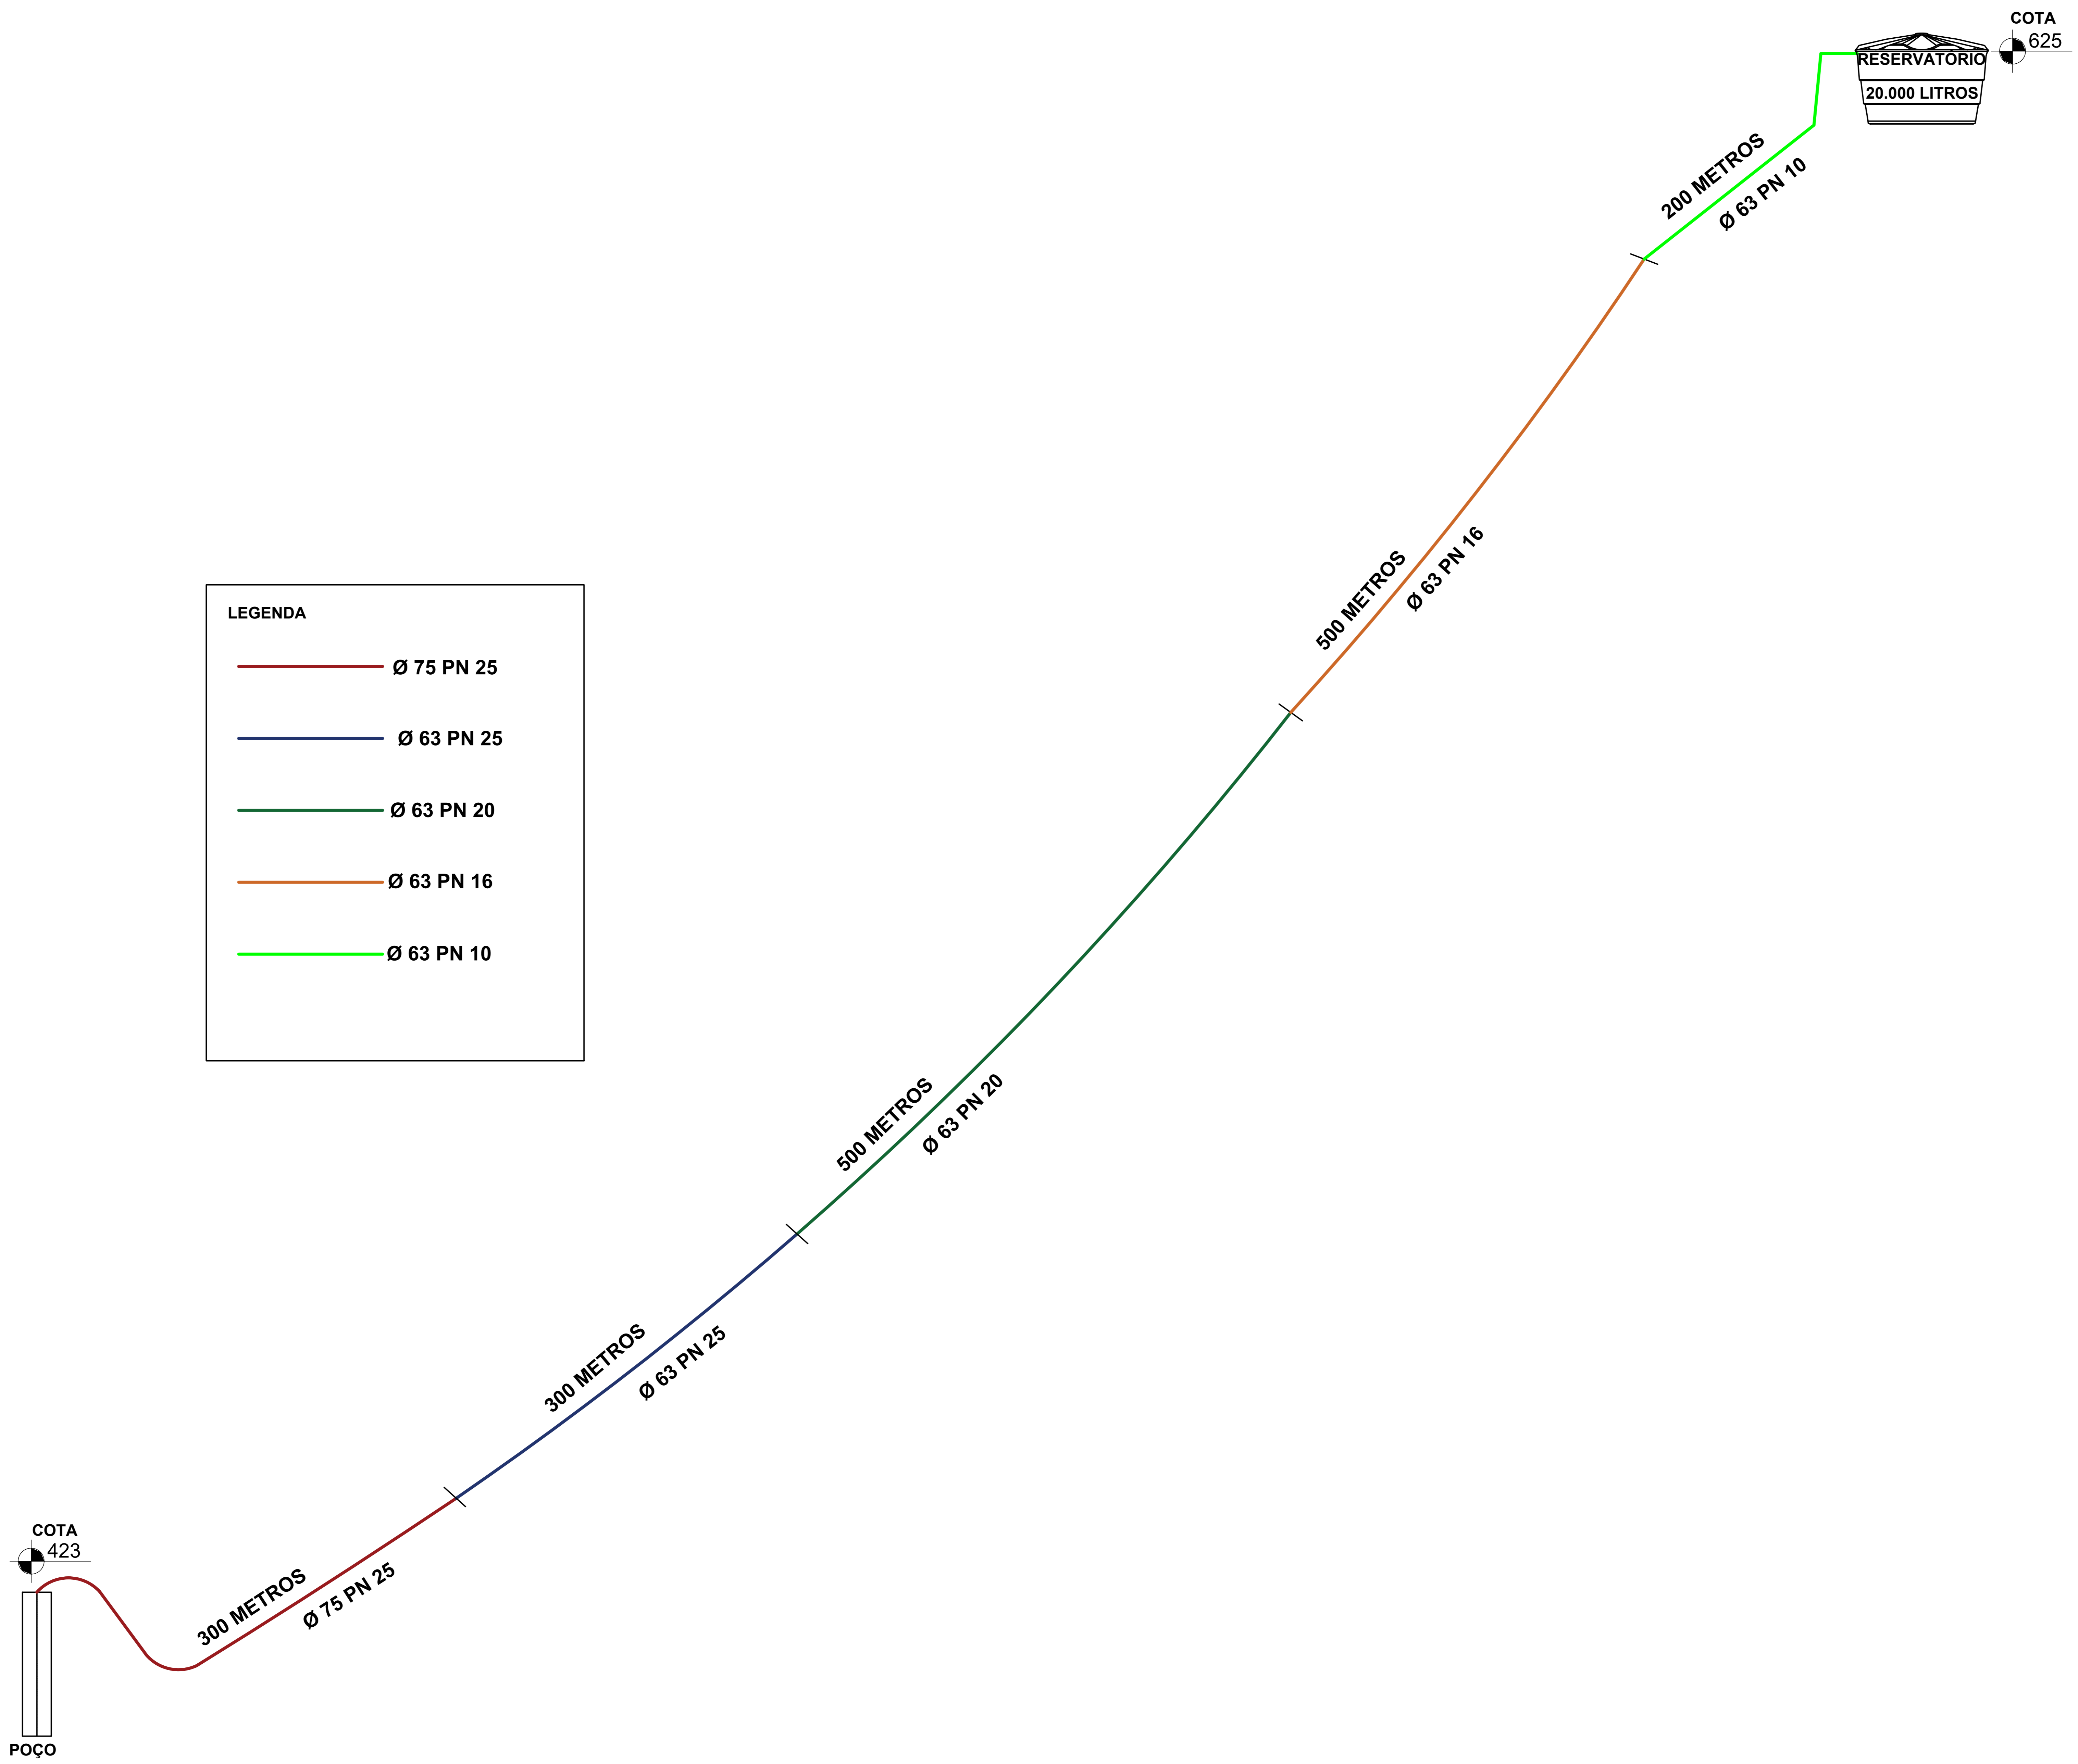 COTA
625
RESERVATÓRIO
20.000 LITROS
200 METROS
Ø 63 PN 10
500 METROS
Ø 63 PN 16
LEGENDA
Ø 75 PN 25
Ø 63 PN 25
Ø 63 PN 20
Ø 63 PN 16
Ø 63 PN 10
500 METROS
Ø 63 PN 20
300 METROS
Ø 63 PN 25
COTA
423
300 METROS
Ø 75 PN 25
POÇO